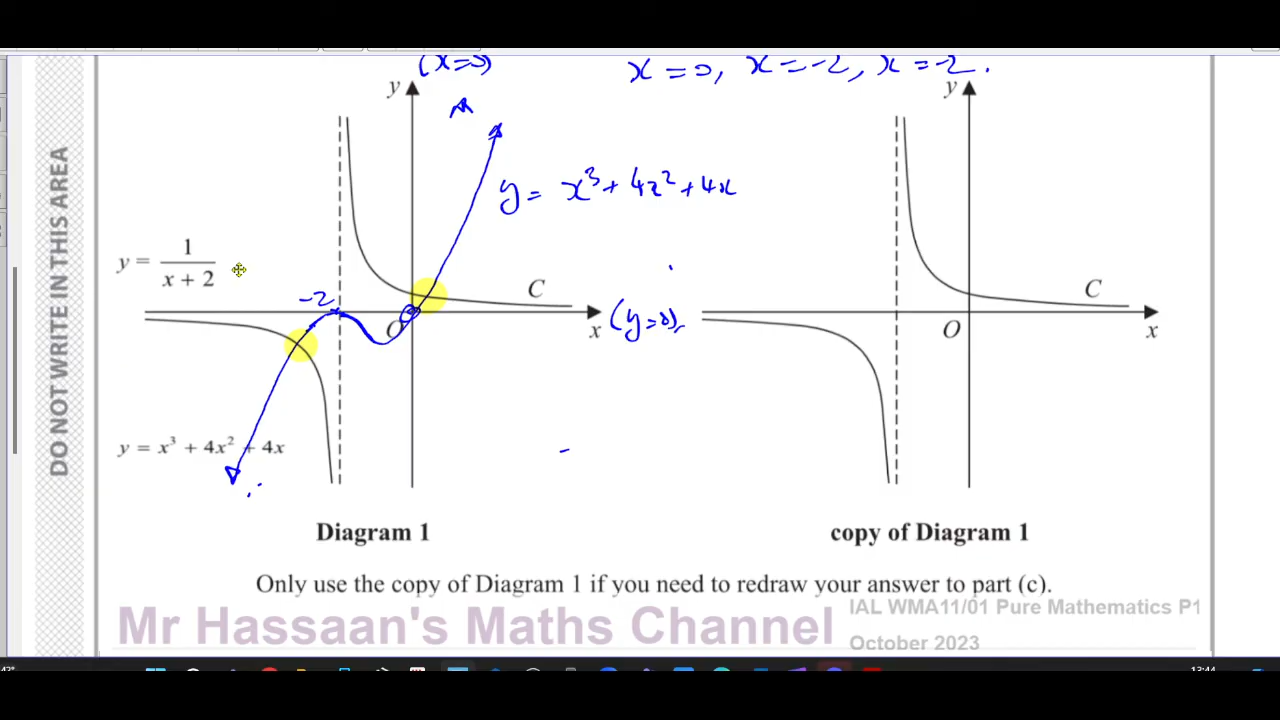 (x=0)
x = 0, x = -2, x = -2.
y
y
y = x³ + 4x² + 4x
y = 1/(x + 2)
-2
C
C
O
x
(y=0)
O
x
y = x³ + 4x² + 4x
DO NOT WRITE IN THIS AREA
Diagram 1
copy of Diagram 1
Only use the copy of Diagram 1 if you need to redraw your answer to part (c).
Mr Hassaan's Maths Channel
IAL WMA11/01 Pure Mathematics P1
October 2023
13:44